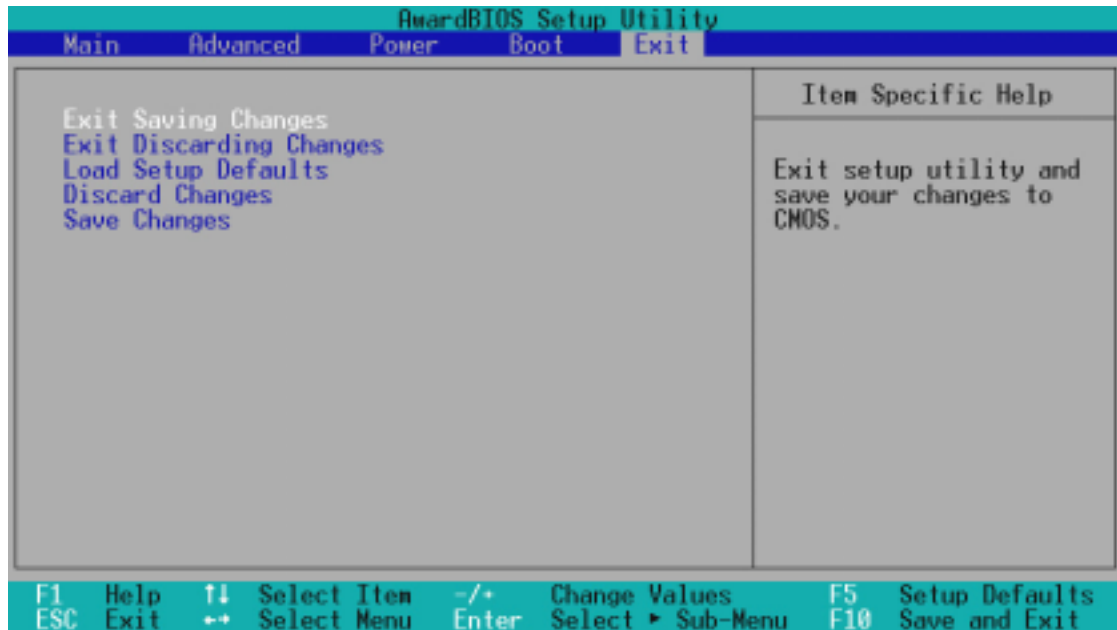 AwardBIOS Setup Utility
Main Advanced Power Boot Exit
Item Specific Help
Exit Saving Changes
Exit Discarding Changes
Load Setup Defaults
Discard Changes
Save Changes
Exit setup utility and
save your changes to
CMOS.
F1 Help ↑↓ Select Item -/+ Change Values F5 Setup Defaults
ESC Exit ←→ Select Menu Enter Select ► Sub-Menu F10 Save and Exit